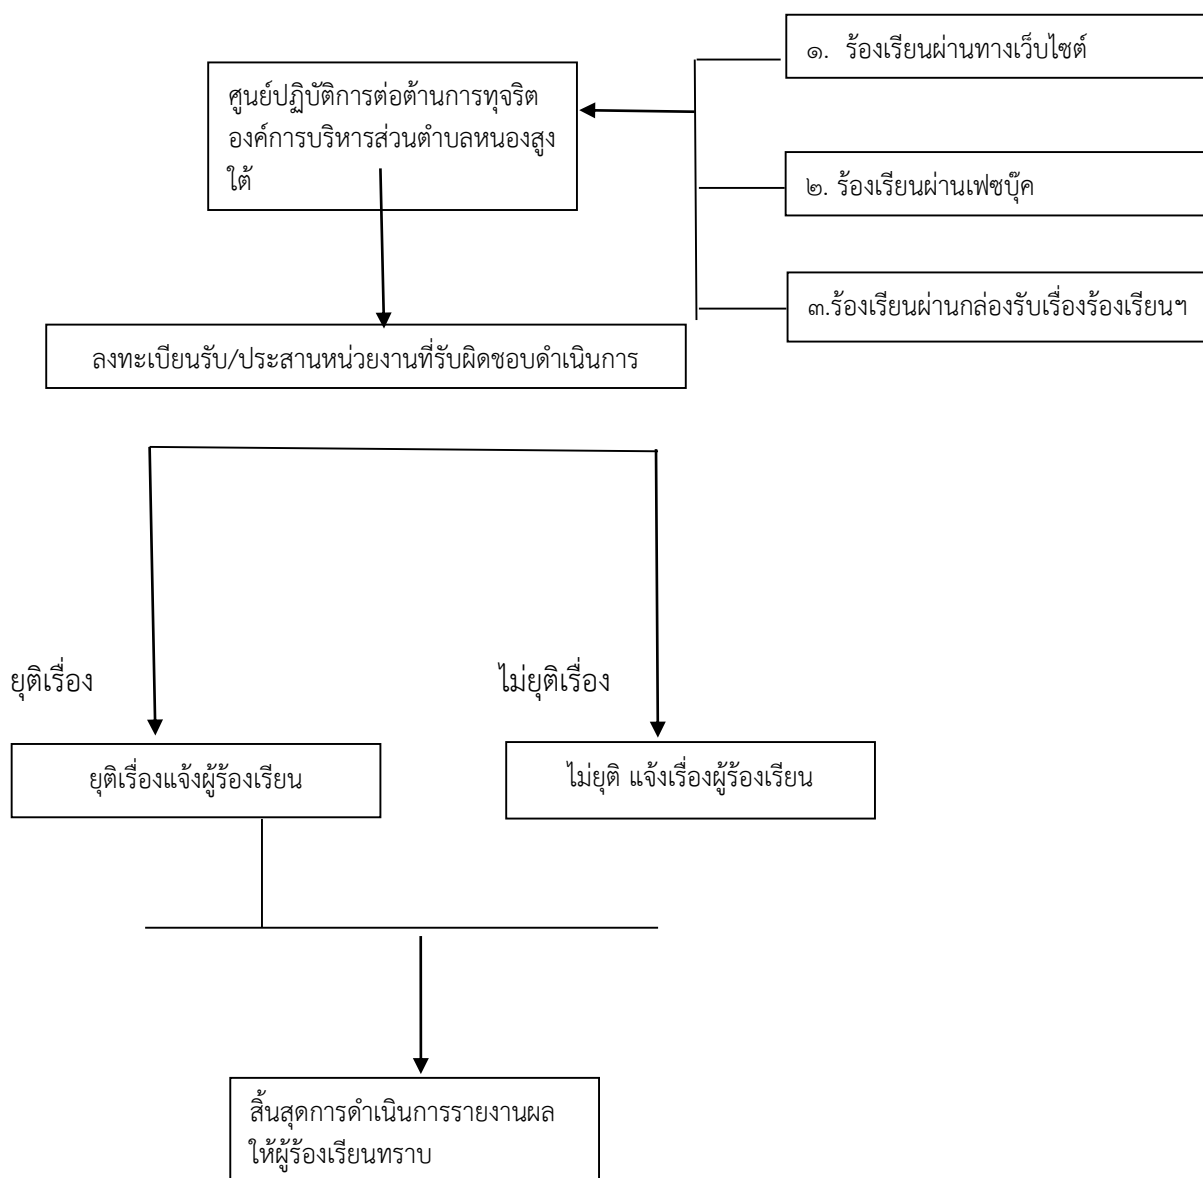 ๑. ร้องเรียนผ่านทางเว็บไซต์
ศูนย์ปฏิบัติการต่อต้านการทุจริต
องค์การบริหารส่วนตำบลหนองสูง
ใต้
๒. ร้องเรียนผ่านเฟซบุ๊ค
๓.ร้องเรียนผ่านกล่องรับเรื่องร้องเรียนฯ
ลงทะเบียนรับ/ประสานหน่วยงานที่รับผิดชอบดำเนินการ
ยุติเรื่อง
ไม่ยุติเรื่อง
ยุติเรื่องแจ้งผู้ร้องเรียน
ไม่ยุติ แจ้งเรื่องผู้ร้องเรียน
สิ้นสุดการดำเนินการรายงานผล
ให้ผู้ร้องเรียนทราบ